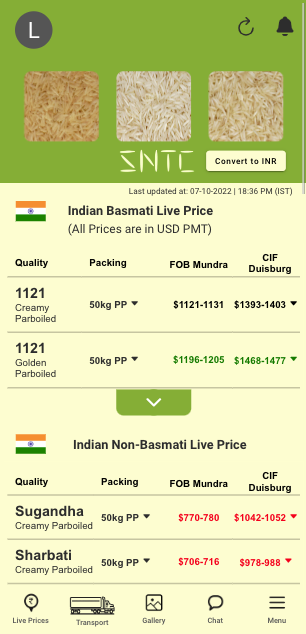 L
SNTC
Convert to INR
Last updated at: 07-10-2022 | 18:36 PM (IST)
Indian Basmati Live Price
(All Prices are in USD PMT)
Quality Packing FOB Mundra CIF Duisburg
1121 Creamy Parboiled 50kg PP $1121-1131 $1393-1403
1121 Golden Parboiled 50kg PP $1196-1205 $1468-1477
Indian Non-Basmati Live Price
Quality Packing FOB Mundra CIF Duisburg
Sugandha Creamy Parboiled 50kg PP $770-780 $1042-1052
Sharbati Creamy Parboiled 50kg PP $706-716 $978-988
Live Prices Transport Gallery Chat Menu